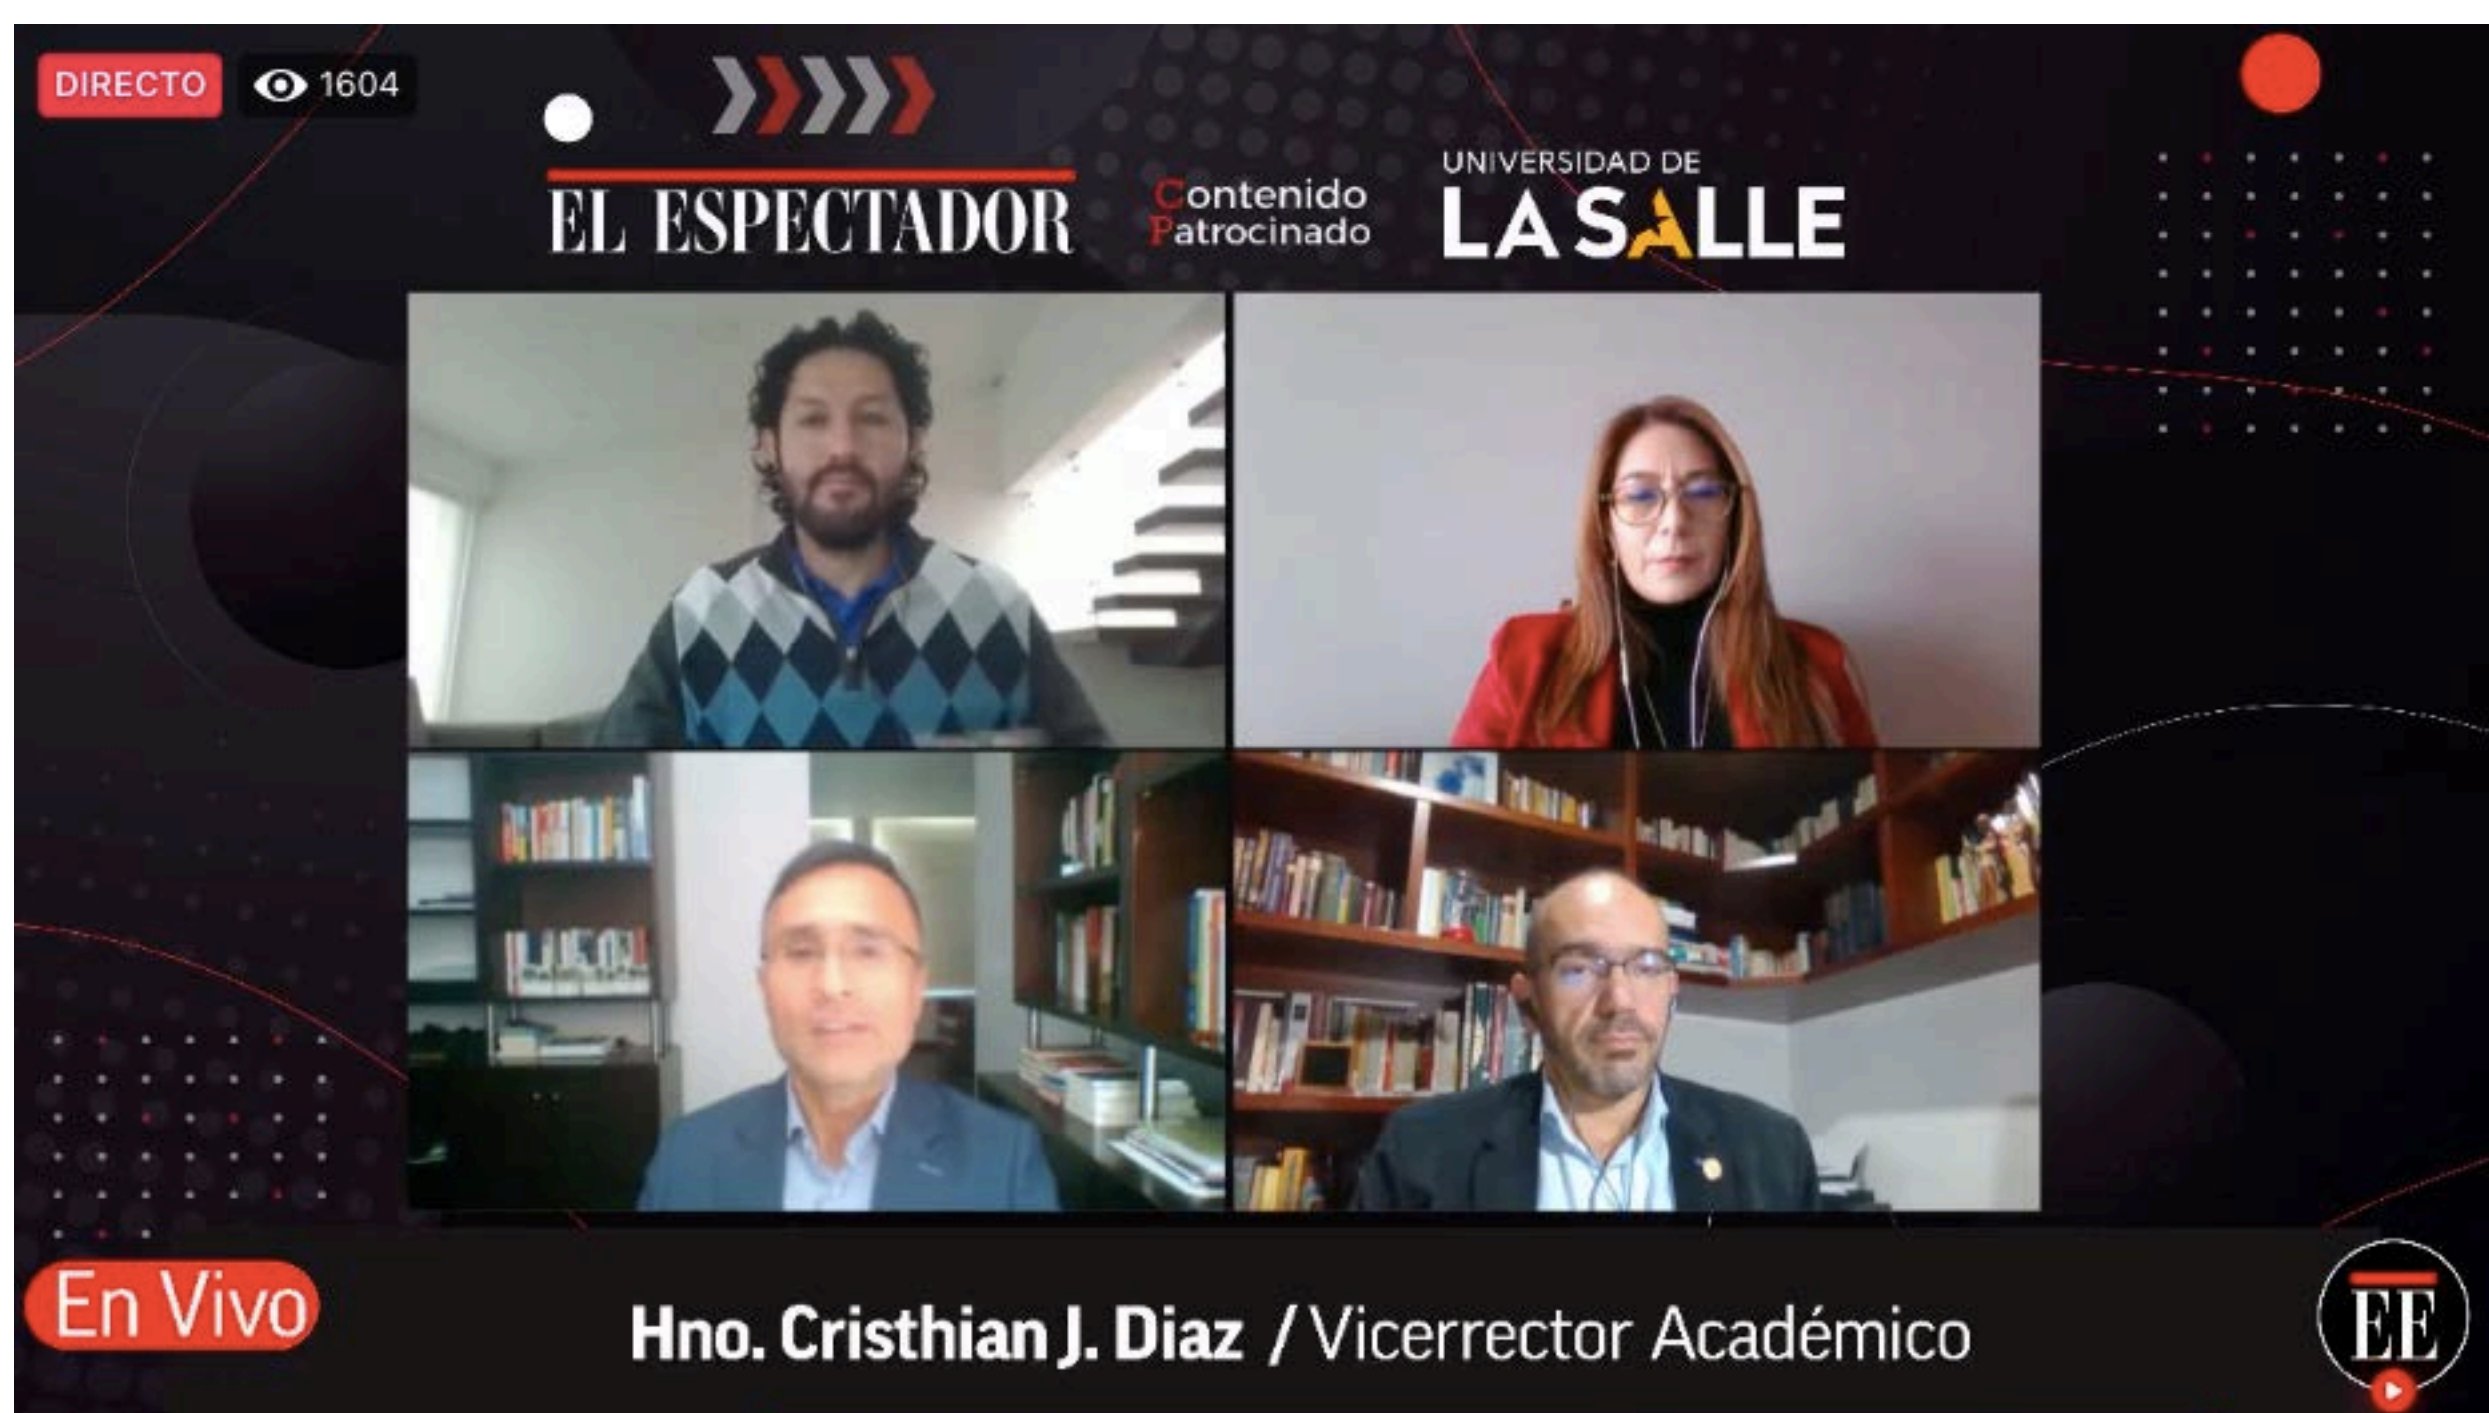 DIRECTO
1604
EL ESPECTADOR
Contenido
Patrocinado
UNIVERSIDAD DE
LA SALLE
En Vivo
Hno. Cristhian J. Diaz / Vicerrector Académico
EE